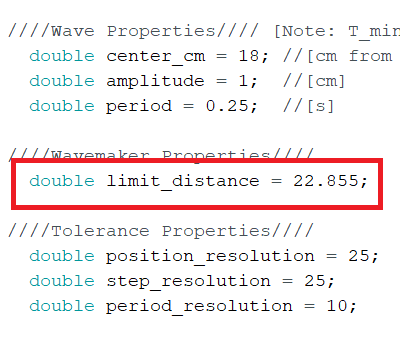 ////Wave Properties//// [Note: T_min
double center_cm = 18; //[cm from
double amplitude = 1; //[cm]
double period = 0.25; //[s]
////Wavemaker Properties////
double limit_distance = 22.855;
////Tolerance Properties////
double position_resolution = 25;
double step_resolution = 25;
double period_resolution = 10;